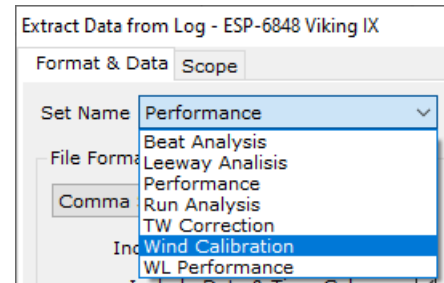 Extract Data from Log - ESP-6848 Viking IX
Format & Data Scope
Set Name Performance
Beat Analysis
Leeway Analisis
Performance
Run Analysis
TW Correction
Wind Calibration
WL Performance
File Forma
Comma
Inc